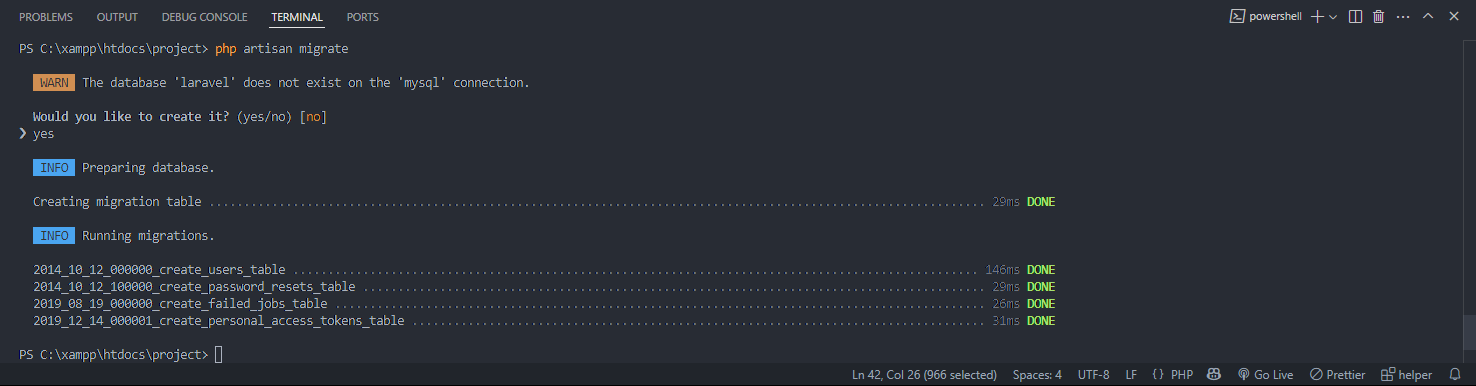 PROBLEMS OUTPUT DEBUG CONSOLE TERMINAL PORTS powershell
PS C:\xampp\htdocs\project> php artisan migrate
WARN The database 'laravel' does not exist on the 'mysql' connection.
Would you like to create it? (yes/no) [no]
❯ yes
INFO Preparing database.
Creating migration table ............................................................................................................... 29ms DONE
INFO Running migrations.
2014_10_12_000000_create_users_table .................................................................................................. 146ms DONE
2014_10_12_100000_create_password_resets_table ......................................................................................... 29ms DONE
2019_08_19_000000_create_failed_jobs_table ............................................................................................. 26ms DONE
2019_12_14_000001_create_personal_access_tokens_table .................................................................................. 31ms DONE
PS C:\xampp\htdocs\project>
Ln 42, Col 26 (966 selected) Spaces: 4 UTF-8 LF { } PHP Go Live Prettier helper